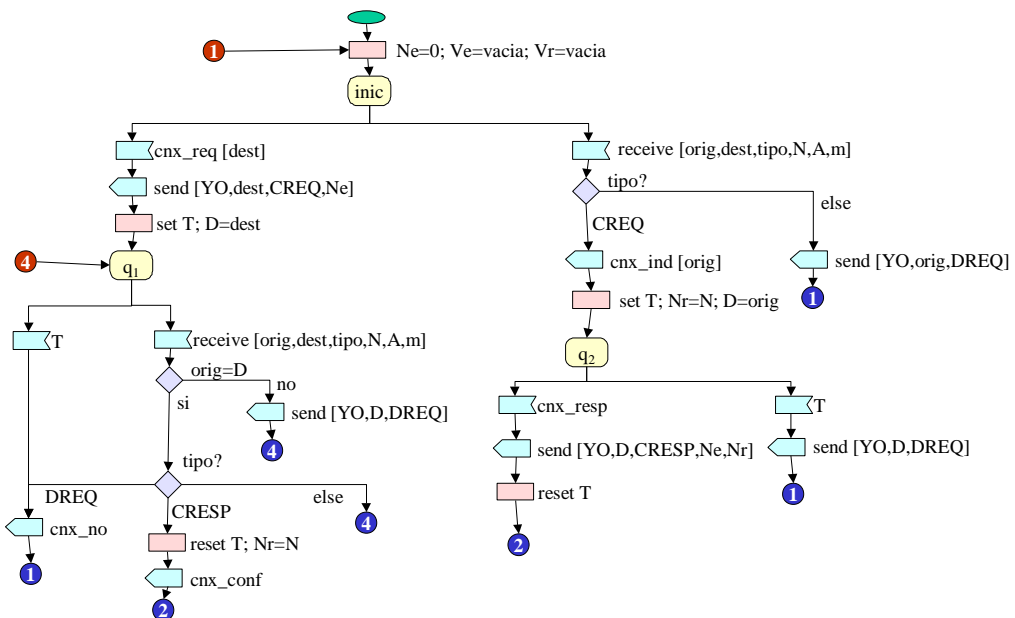 1
Ne=0; Ve=vacia; Vr=vacia
inic
cnx_req [dest]
receive [orig,dest,tipo,N,A,m]
tipo?
else
send [YO,dest,CREQ,Ne]
CREQ
set T; D=dest
4
q1
cnx_ind [orig]
send [YO,orig,DREQ]
1
set T; Nr=N; D=orig
T
receive [orig,dest,tipo,N,A,m]
q2
orig=D
no
si
send [YO,D,DREQ]
4
cnx_resp
T
send [YO,D,CRESP,Ne,Nr]
send [YO,D,DREQ]
tipo?
DREQ
else
CRESP
4
reset T
1
cnx_no
reset T; Nr=N
2
1
cnx_conf
2